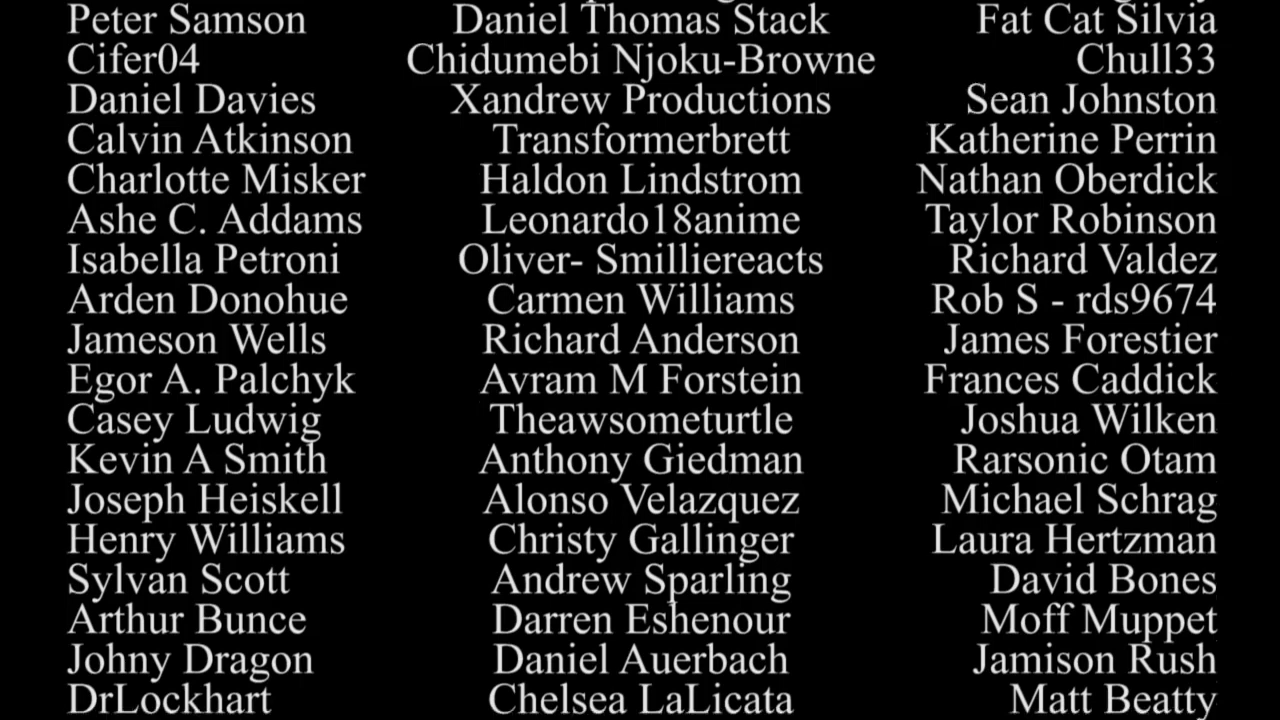 Peter Samson Daniel Thomas Stack Fat Cat Silvia
Cifer04 Chidumebi Njoku-Browne Chull33
Daniel Davies Xandrew Productions Sean Johnston
Calvin Atkinson Transformerbrett Katherine Perrin
Charlotte Misker Haldon Lindstrom Nathan Oberdick
Ashe C. Addams Leonardo18anime Taylor Robinson
Isabella Petroni Oliver- Smilliereacts Richard Valdez
Arden Donohue Carmen Williams Rob S - rds9674
Jameson Wells Richard Anderson James Forestier
Egor A. Palchyk Avram M Forstein Frances Caddick
Casey Ludwig Theawsometurtle Joshua Wilken
Kevin A Smith Anthony Giedman Rarsonic Otam
Joseph Heiskell Alonso Velazquez Michael Schrag
Henry Williams Christy Gallinger Laura Hertzman
Sylvan Scott Andrew Sparling David Bones
Arthur Bunce Darren Eshenour Moff Muppet
Johny Dragon Daniel Auerbach Jamison Rush
DrLockhart Chelsea LaLicata Matt Beatty